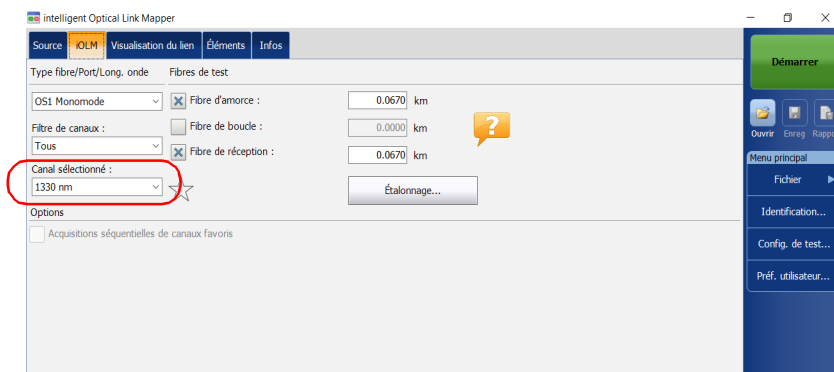 intelligent Optical Link Mapper
Source iOLM Visualisation du lien Éléments Infos
Démarrer
Type fibre/Port/Long. onde Fibres de test
OS1 Monomode Fibre d'amorce : 0.0670 km
Filtre de canaux : Fibre de boucle : 0.0000 km
Tous Fibre de réception : 0.0670 km
?
Canal sélectionné :
1330 nm Étalonnage...
Options
Acquisitions séquentielles de canaux favoris
Ouvrir Enreg Rappo
Menu principal
Fichier
Identification...
Config. de test...
Préf. utilisateur...